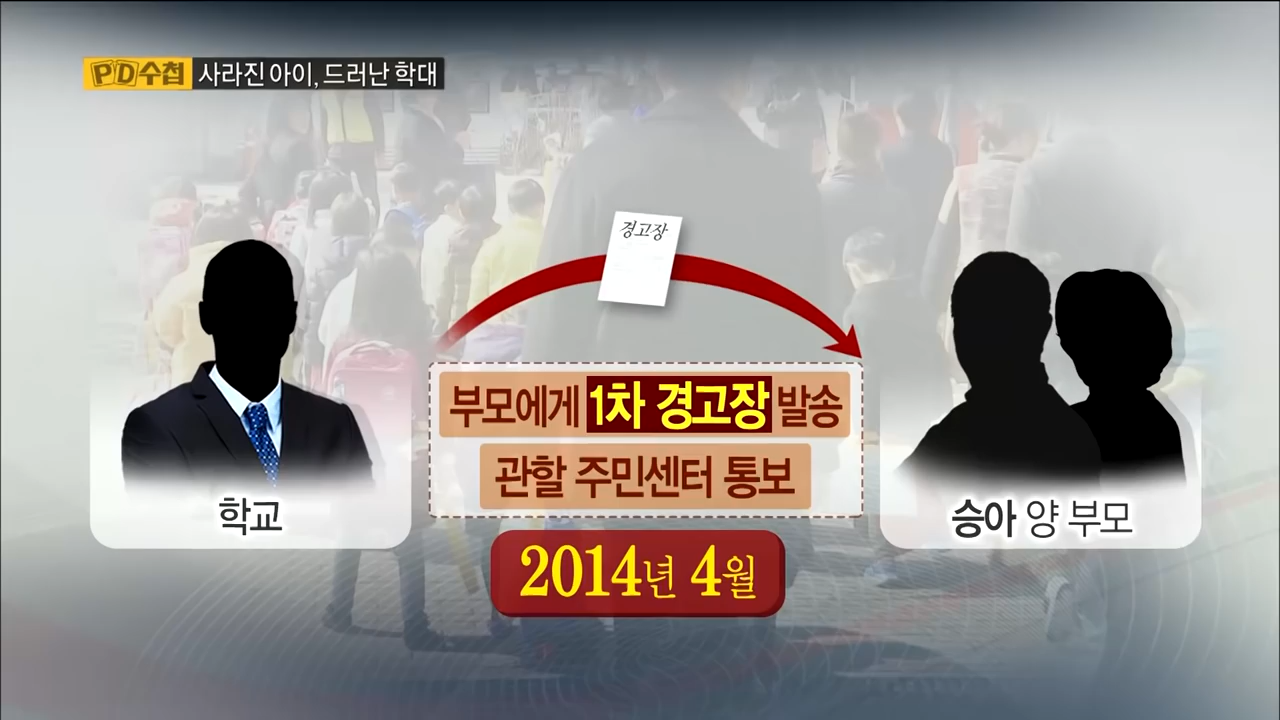 PD수첩 사라진 아이, 드러난 학대
경고장
부모에게 1차 경고장 발송
관할 주민센터 통보
학교
승아 양 부모
2014년 4월